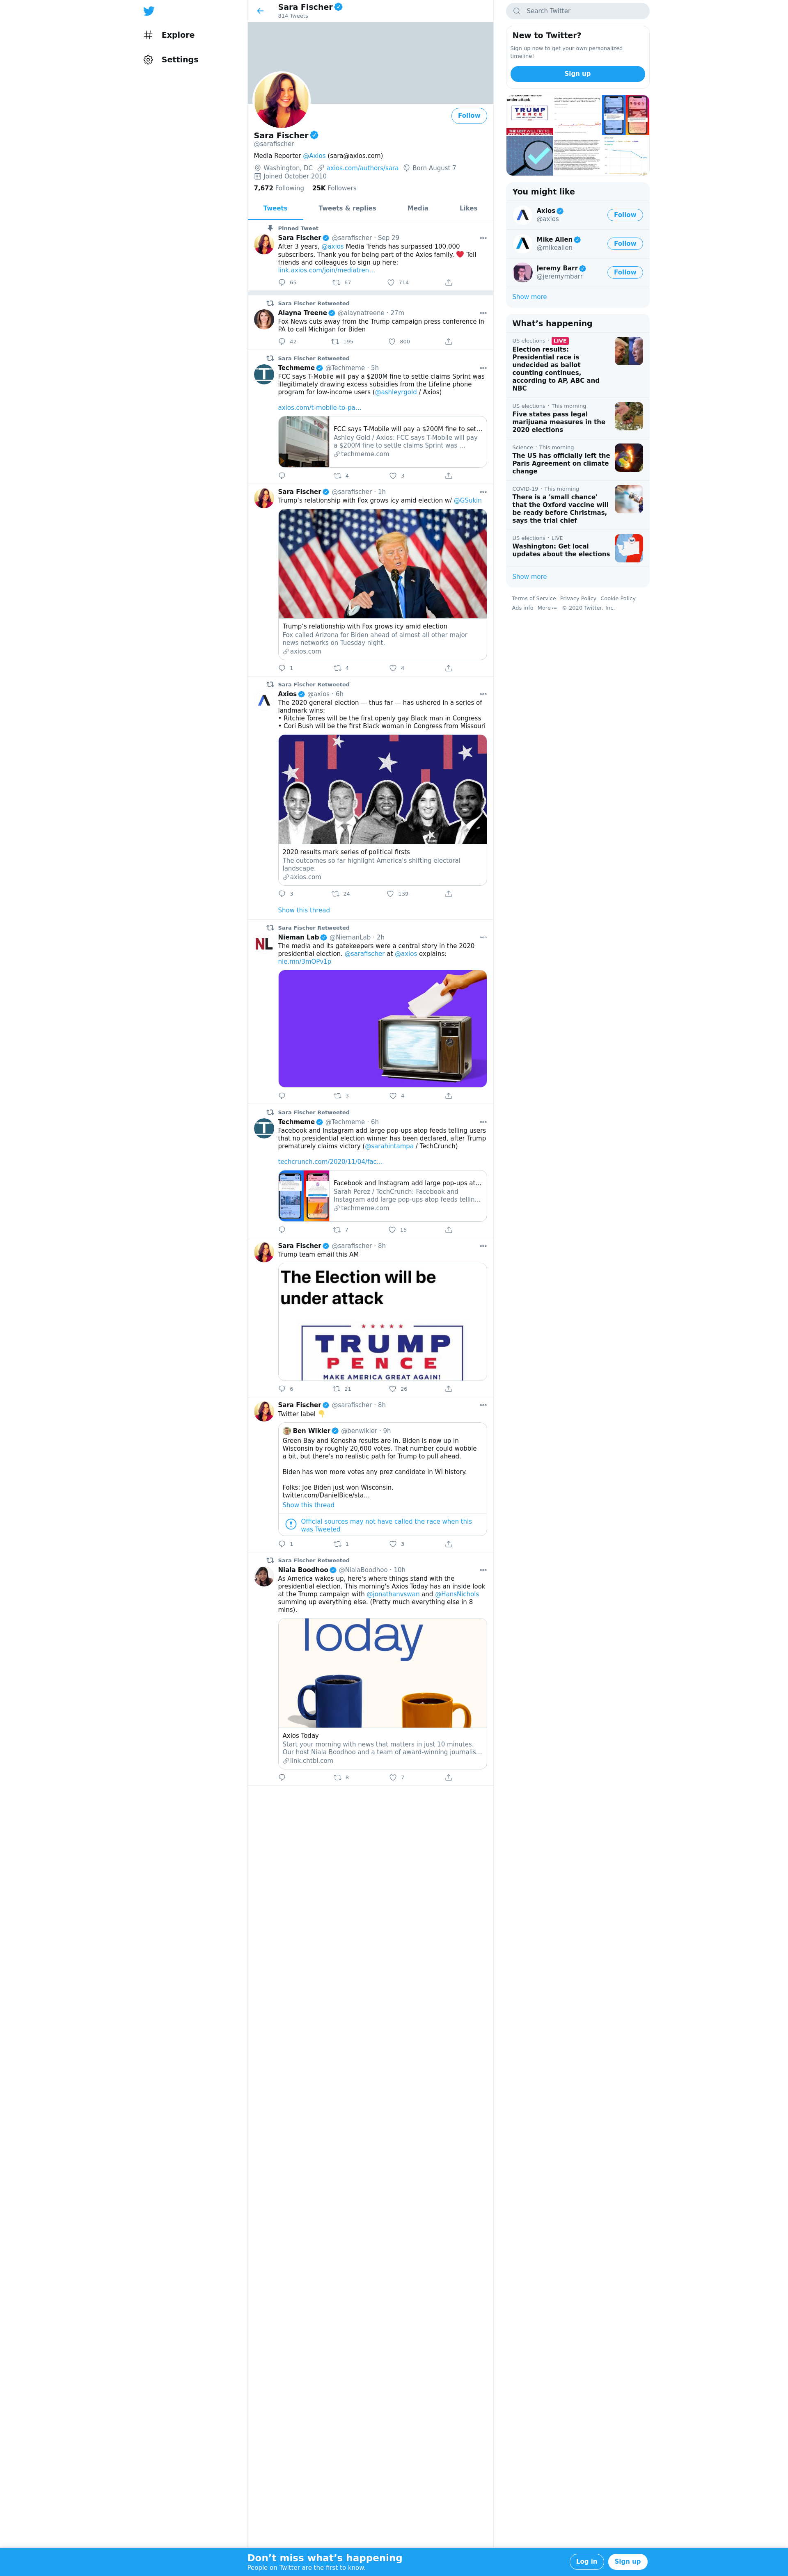 Explore
Settings
Sara Fischer
814 Tweets
Follow
Sara Fischer
@sarafischer
Media Reporter @Axios (sara@axios.com)
Washington, DC axios.com/authors/sara Born August 7
Joined October 2010
7,672 Following 25K Followers
Tweets Tweets & replies Media Likes
Pinned Tweet
Sara Fischer @sarafischer · Sep 29
After 3 years, @axios Media Trends has surpassed 100,000
subscribers. Thank you for being part of the Axios family. ❤️ Tell
friends and colleagues to sign up here:
link.axios.com/join/mediatren…
65 67 714
Sara Fischer Retweeted
Alayna Treene @alaynatreene · 27m
Fox News cuts away from the Trump campaign press conference in
PA to call Michigan for Biden
42 195 800
Sara Fischer Retweeted
Techmeme @Techmeme · 5h
FCC says T-Mobile will pay a $200M fine to settle claims Sprint was
illegitimately drawing excess subsidies from the Lifeline phone
program for low-income users (@ashleyrgold / Axios)
axios.com/t-mobile-to-pa…
FCC says T-Mobile will pay a $200M fine to set…
Ashley Gold / Axios: FCC says T-Mobile will pay
a $200M fine to settle claims Sprint was …
techmeme.com
4 3
Sara Fischer @sarafischer · 1h
Trump's relationship with Fox grows icy amid election w/ @GSukin
Trump's relationship with Fox grows icy amid election
Fox called Arizona for Biden ahead of almost all other major
news networks on Tuesday night.
axios.com
1 4 4
Sara Fischer Retweeted
Axios @axios · 6h
The 2020 general election — thus far — has ushered in a series of
landmark wins:
• Ritchie Torres will be the first openly gay Black man in Congress
• Cori Bush will be the first Black woman in Congress from Missouri
2020 results mark series of political firsts
The outcomes so far highlight America's shifting electoral
landscape.
axios.com
3 24 139
Show this thread
Sara Fischer Retweeted
NL
Nieman Lab @NiemanLab · 2h
The media and its gatekeepers were a central story in the 2020
presidential election. @sarafischer at @axios explains:
nie.mn/3mOPv1p
3 4
Sara Fischer Retweeted
Techmeme @Techmeme · 6h
Facebook and Instagram add large pop-ups atop feeds telling users
that no presidential election winner has been declared, after Trump
prematurely claims victory (@sarahintampa / TechCrunch)
techcrunch.com/2020/11/04/fac…
Facebook and Instagram add large pop-ups at…
Sarah Perez / TechCrunch: Facebook and
Instagram add large pop-ups atop feeds tellin…
techmeme.com
7 15
Sara Fischer @sarafischer · 8h
Trump team email this AM
The Election will be
under attack
TRUMP
PENCE
MAKE AMERICA GREAT AGAIN!
6 21 26
Sara Fischer @sarafischer · 8h
Twitter label 👇
Ben Wikler @benwikler · 9h
Green Bay and Kenosha results are in. Biden is now up in
Wisconsin by roughly 20,600 votes. That number could wobble
a bit, but there's no realistic path for Trump to pull ahead.
Biden has won more votes any prez candidate in WI history.
Folks: Joe Biden just won Wisconsin.
twitter.com/DanielBice/sta…
Show this thread
Official sources may not have called the race when this
was Tweeted
1 1 3
Sara Fischer Retweeted
Niala Boodhoo @NialaBoodhoo · 10h
As America wakes up, here's where things stand with the
presidential election. This morning's Axios Today has an inside look
at the Trump campaign with @jonathanvswan and @HansNichols
summing up everything else. (Pretty much everything else in 8
mins).
Today
Axios Today
Start your morning with news that matters in just 10 minutes.
Our host Niala Boodhoo and a team of award-winning journalis…
link.chtbl.com
8 7
Search Twitter
New to Twitter?
Sign up now to get your own personalized
timeline!
Sign up
under attack
TRUMP
PENCE
You might like
Axios
@axios
Follow
Mike Allen
@mikeallen
Follow
Jeremy Barr
@jeremymbarr
Follow
Show more
What's happening
US elections · LIVE
Election results:
Presidential race is
undecided as ballot
counting continues,
according to AP, ABC and
NBC
US elections · This morning
Five states pass legal
marijuana measures in the
2020 elections
Science · This morning
The US has officially left the
Paris Agreement on climate
change
COVID-19 · This morning
There is a 'small chance'
that the Oxford vaccine will
be ready before Christmas,
says the trial chief
US elections · LIVE
Washington: Get local
updates about the elections
Show more
Terms of Service Privacy Policy Cookie Policy
Ads info More © 2020 Twitter, Inc.
Don't miss what's happening
People on Twitter are the first to know.
Log in
Sign up